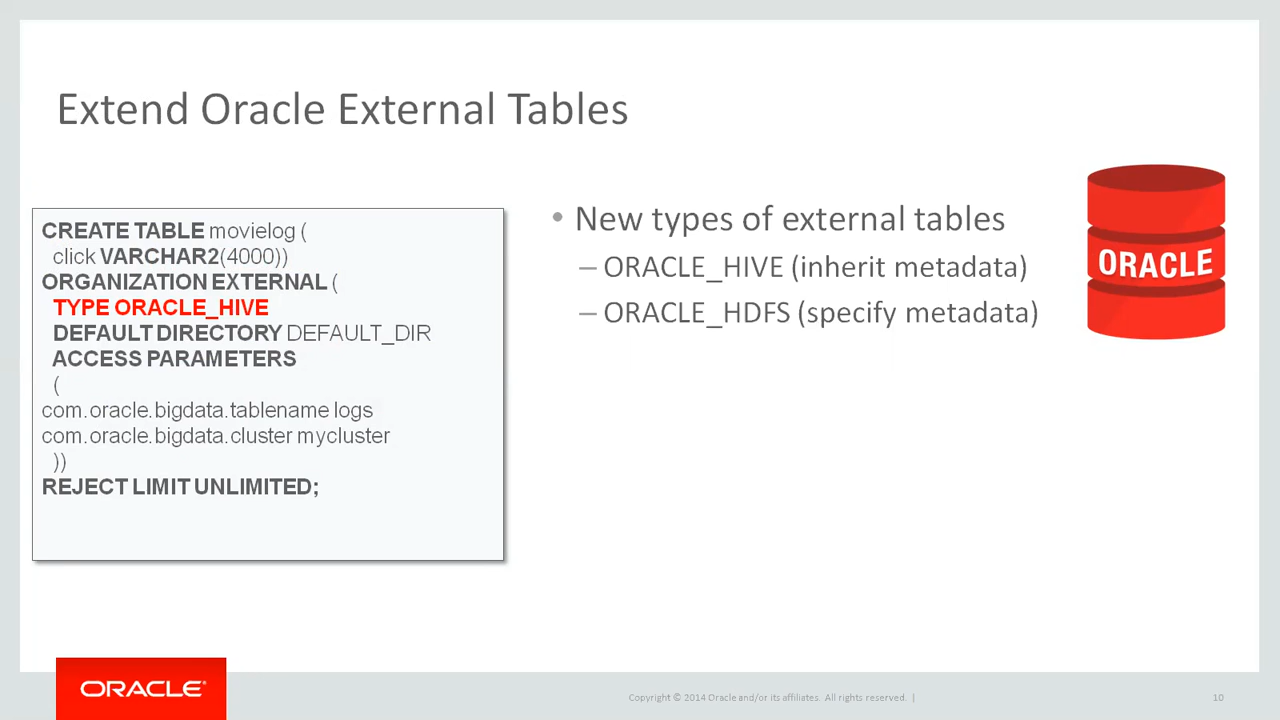 Extend Oracle External Tables
CREATE TABLE movielog (
click VARCHAR2(4000))
ORGANIZATION EXTERNAL (
TYPE ORACLE_HIVE
DEFAULT DIRECTORY DEFAULT_DIR
ACCESS PARAMETERS
(
com.oracle.bigdata.tablename logs
com.oracle.bigdata.cluster mycluster
))
REJECT LIMIT UNLIMITED;
• New types of external tables
– ORACLE_HIVE (inherit metadata)
– ORACLE_HDFS (specify metadata)
ORACLE
ORACLE®
Copyright © 2014 Oracle and/or its affiliates. All rights reserved. |
10